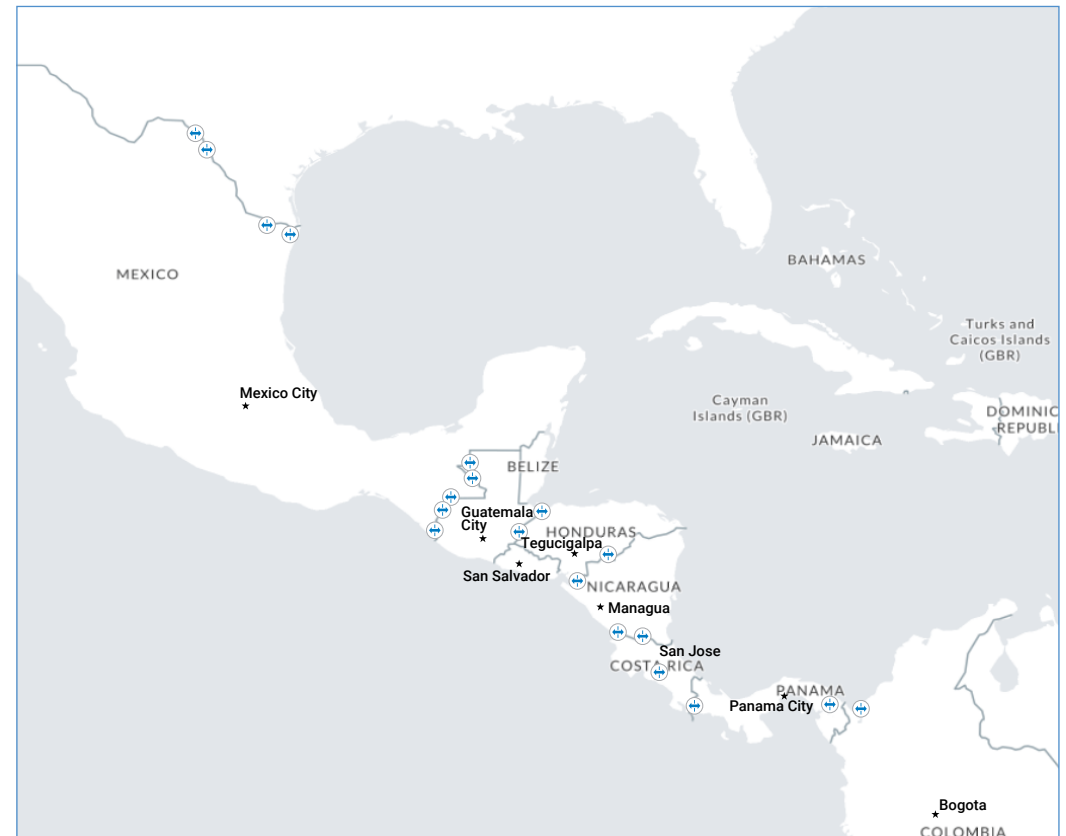 MEXICO
BAHAMAS
Turks and
Caicos Islands
(GBR)
Mexico City
Cayman
Islands (GBR)
DOMINIC
REPUBL
JAMAICA
BELIZE
Guatemala
City
HONDURAS
Tegucigalpa
San Salvador
NICARAGUA
Managua
San Jose
COSTA RICA
PANAMA
Panama City
Bogota
COLOMBIA